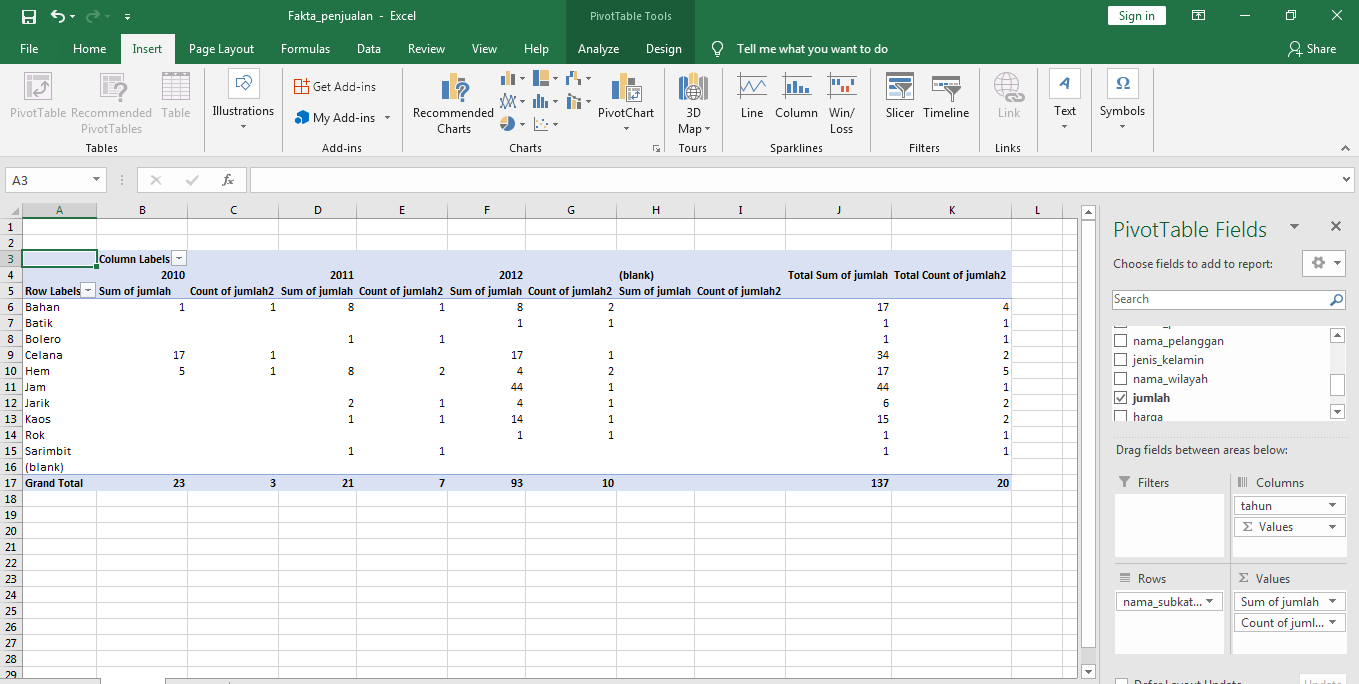 Fakta_penjualan - Excel
PivotTable Tools
Sign in
File Home Insert Page Layout Formulas Data Review View Help Analyze Design Tell me what you want to do Share
PivotTable
Recommended PivotTables
Table
Illustrations
Get Add-ins
My Add-ins
Recommended Charts
PivotChart
3D Map
Line
Column
Win/ Loss
Slicer
Timeline
Link
Text
Symbols
Tables Add-ins Charts Tours Sparklines Filters Links
A3
fx
A B C D E F G H I J K L
1
2
3 Column Labels
4 2010 2011 2012 (blank) Total Sum of jumlah Total Count of jumlah2
5 Row Labels Sum of jumlah Count of jumlah2 Sum of jumlah Count of jumlah2 Sum of jumlah Count of jumlah2 Sum of jumlah Count of jumlah2
6 Bahan 1 1 8 1 8 2 17 4
7 Batik 1 1 1 1
8 Bolero 1 1 1 1
9 Celana 17 1 17 1 34 2
10 Hem 5 1 8 2 4 2 17 5
11 Jam 44 1 44 1
12 Jarik 2 1 4 1 6 2
13 Kaos 1 1 14 1 15 2
14 Rok 1 1 1 1
15 Sarimbit 1 1 1 1
16 (blank)
17 Grand Total 23 3 21 7 93 10 137 20
18
19
20
21
22
23
24
25
26
27
28
29
PivotTable Fields
Choose fields to add to report:
Search
nama_pelanggan
jenis_kelamin
nama_wilayah
jumlah
harga
Drag fields between areas below:
Filters
Columns
tahun
Σ Values
Rows
Σ Values
nama_subkat...
Sum of jumlah
Count of juml...
Defer Layout Update
Update